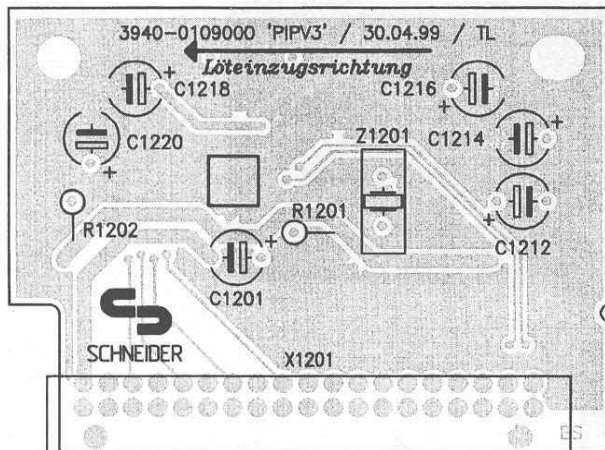 3940-0109000 'PIPV3' / 30.04.99 / TL
Löteinzugsrichtung
C1218
C1216
C1220
Z1201
C1214
R1202
R1201
C1212
C1201
SCHNEIDER
X1201
BS